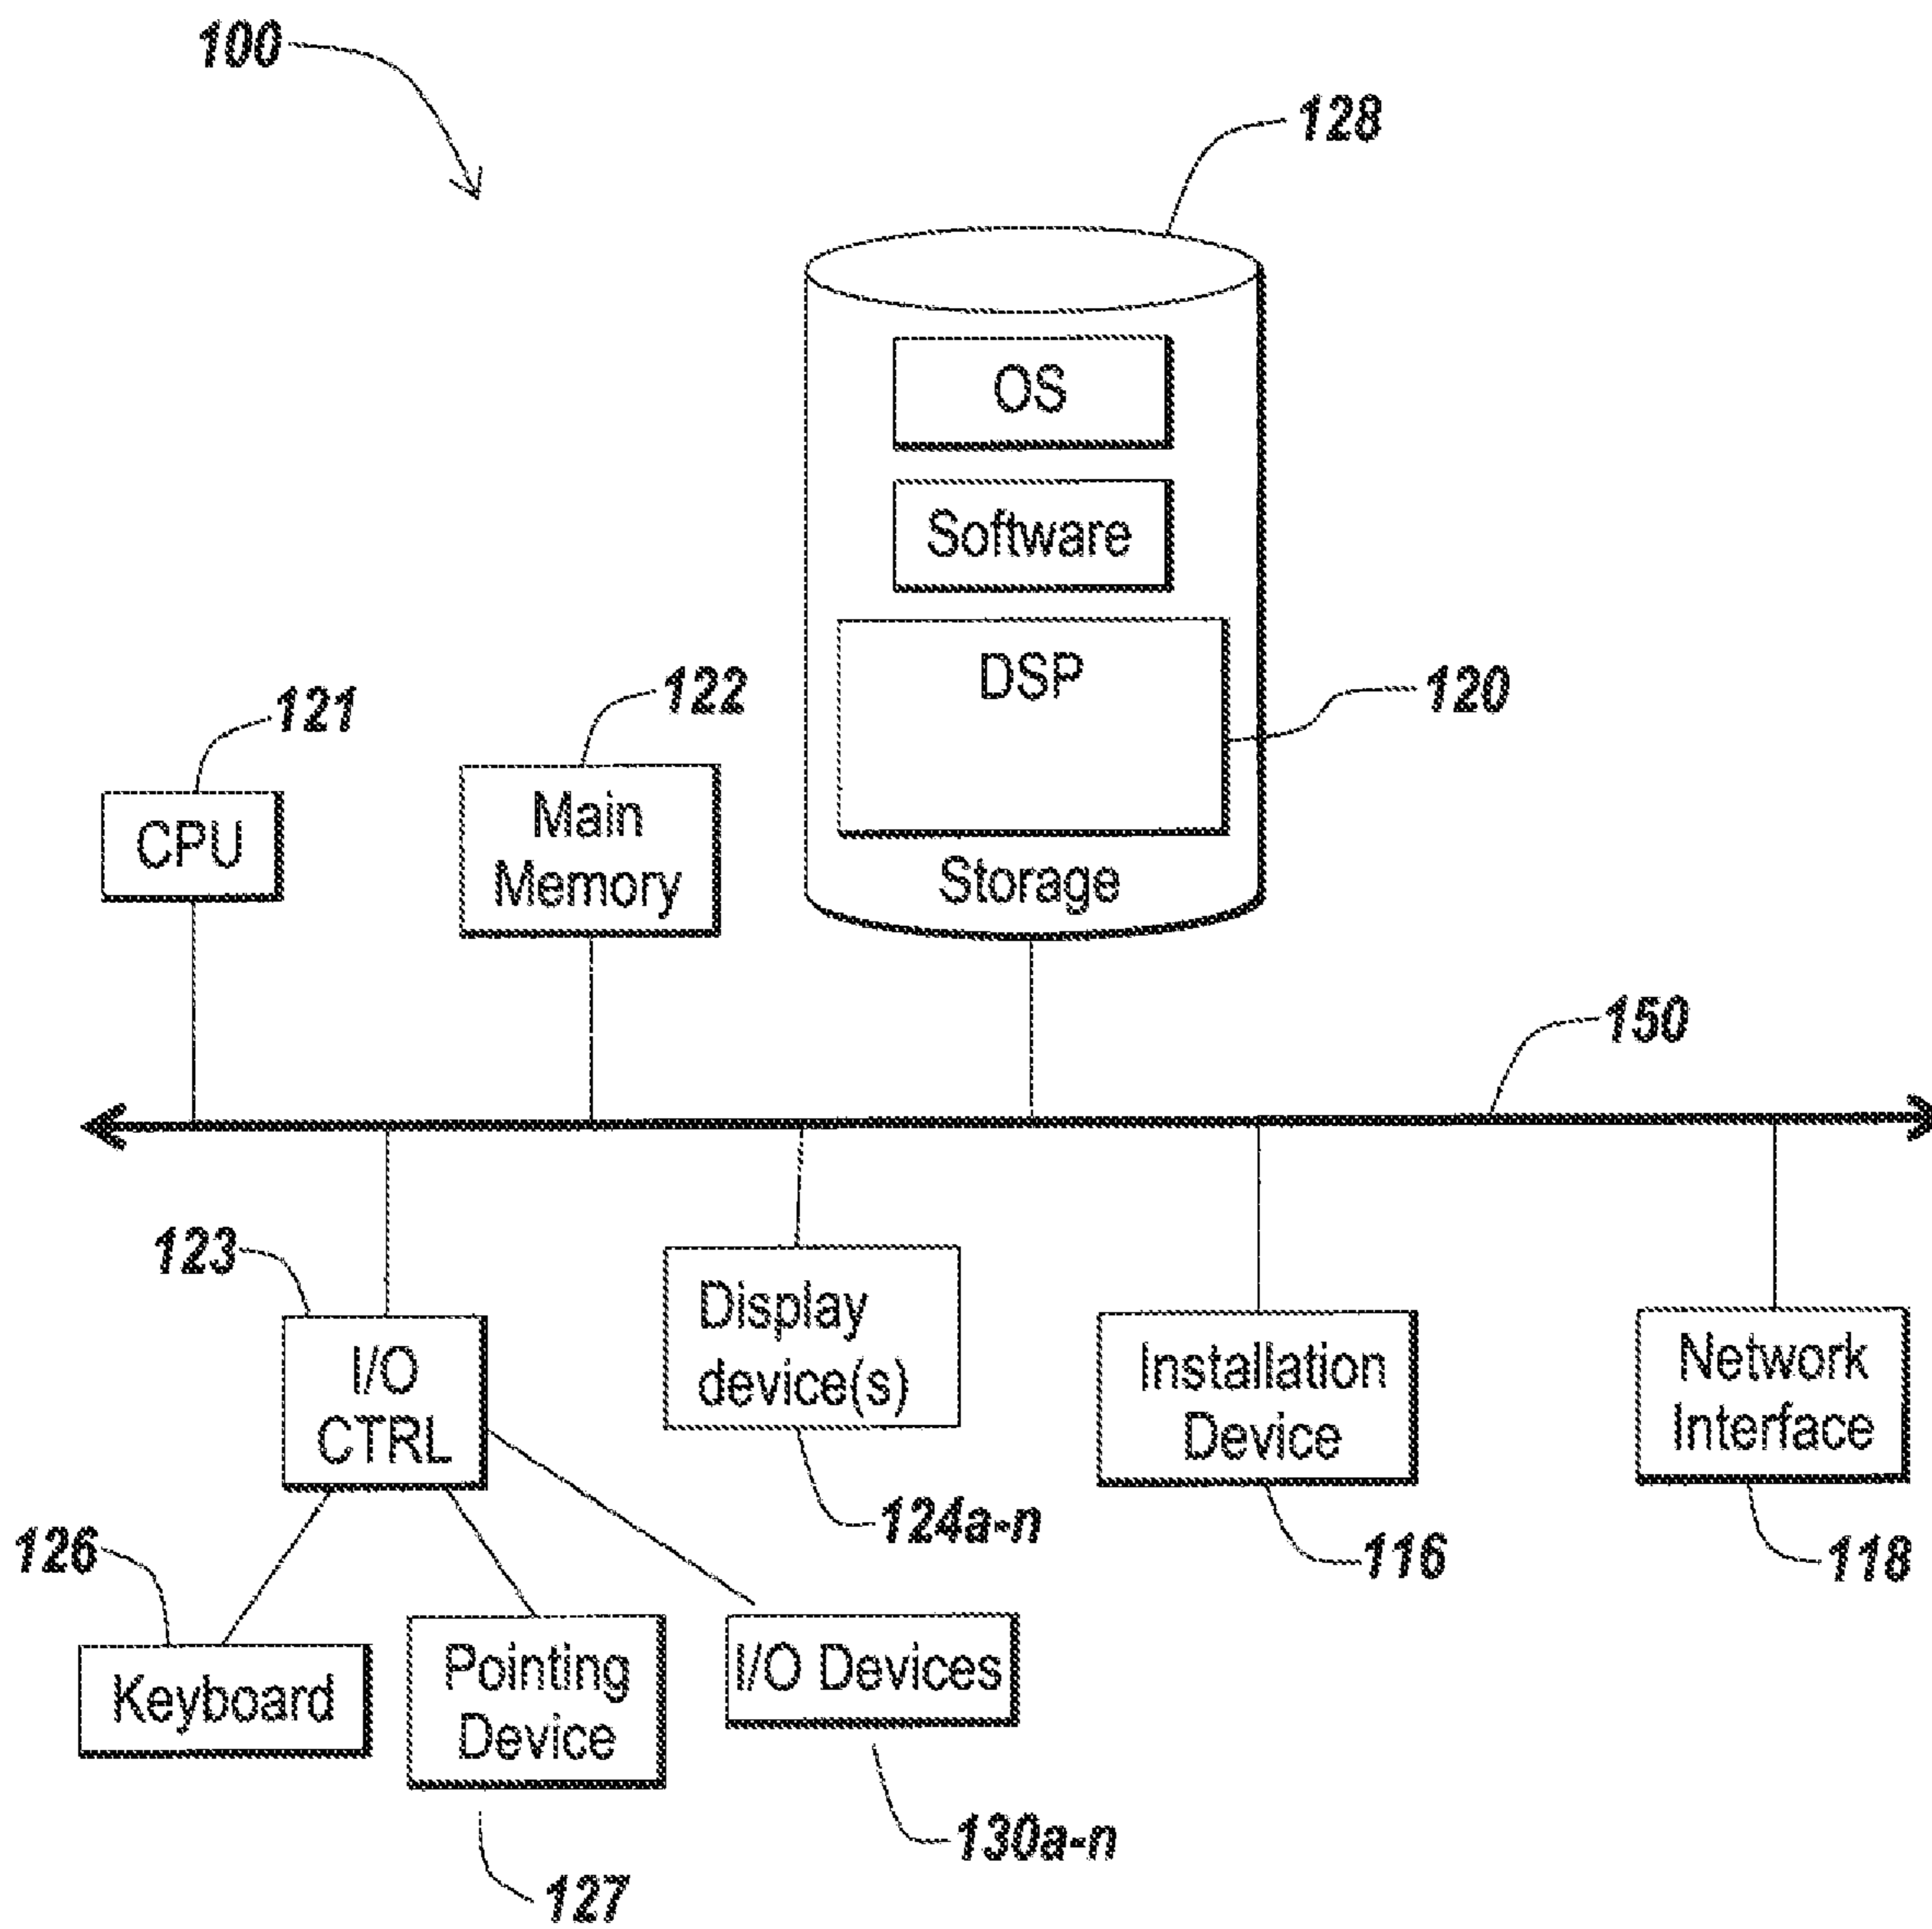 100
128
OS
Software
DSP
120
121
122
CPU
Main
Memory
Storage
150
123
I/O
CTRL
Display
device(s)
Installation
Device
Network
Interface
124a-n
116
118
126
Keyboard
Pointing
Device
I/O Devices
130a-n
127